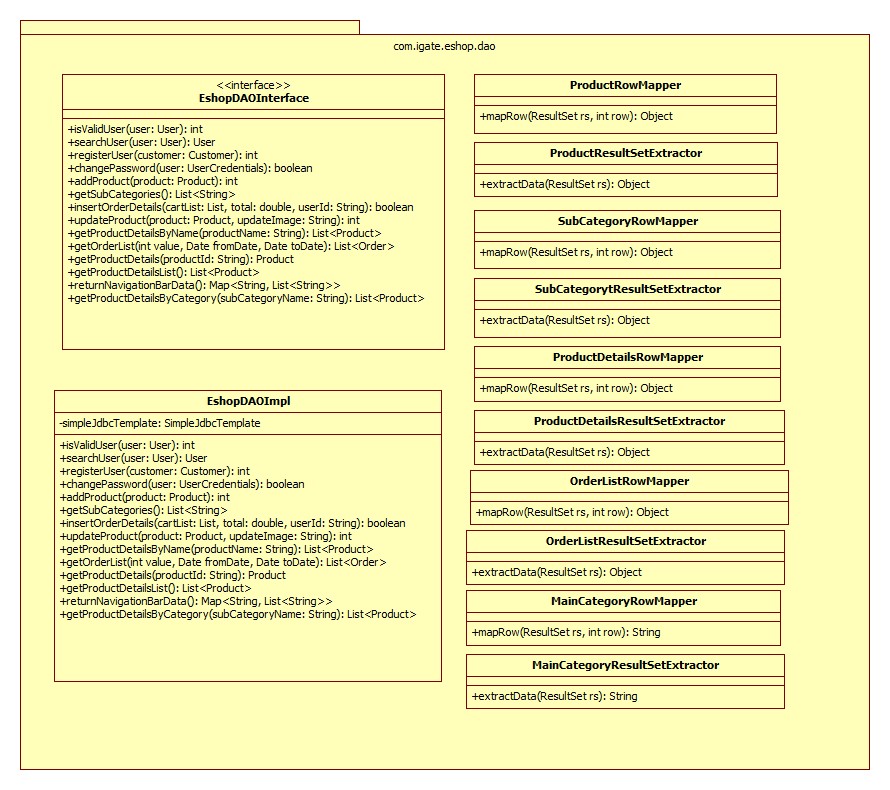 com.igate.eshop.dao
<<interface>>
EshopDAOInterface
+isValidUser(user: User): int
+searchUser(user: User): User
+registerUser(customer: Customer): int
+changePassword(user: UserCredentials): boolean
+addProduct(product: Product): int
+getSubCategories(): List<String>
+insertOrderDetails(cartList: List, total: double, userId: String): boolean
+updateProduct(product: Product, updateImage: String): int
+getProductDetailsByName(productName: String): List<Product>
+getOrderList(int value, Date fromDate, Date toDate): List<Order>
+getProductDetails(productId: String): Product
+getProductDetailsList(): List<Product>
+returnNavigationBarData(): Map<String, List<String>>
+getProductDetailsByCategory(subCategoryName: String): List<Product>
EshopDAOImpl
-simpleJdbcTemplate: SimpleJdbcTemplate
+isValidUser(user: User): int
+searchUser(user: User): User
+registerUser(customer: Customer): int
+changePassword(user: UserCredentials): boolean
+addProduct(product: Product): int
+getSubCategories(): List<String>
+insertOrderDetails(cartList: List, total: double, userId: String): boolean
+updateProduct(product: Product, updateImage: String): int
+getProductDetailsByName(productName: String): List<Product>
+getOrderList(int value, Date fromDate, Date toDate): List<Order>
+getProductDetails(productId: String): Product
+getProductDetailsList(): List<Product>
+returnNavigationBarData(): Map<String, List<String>>
+getProductDetailsByCategory(subCategoryName: String): List<Product>
ProductRowMapper
+mapRow(ResultSet rs, int row): Object
ProductResultSetExtractor
+extractData(ResultSet rs): Object
SubCategoryRowMapper
+mapRow(ResultSet rs, int row): Object
SubCategorytResultSetExtractor
+extractData(ResultSet rs): Object
ProductDetailsRowMapper
+mapRow(ResultSet rs, int row): Object
ProductDetailsResultSetExtractor
+extractData(ResultSet rs): Object
OrderListRowMapper
+mapRow(ResultSet rs, int row): Object
OrderListResultSetExtractor
+extractData(ResultSet rs): Object
MainCategoryRowMapper
+mapRow(ResultSet rs, int row): String
MainCategoryResultSetExtractor
+extractData(ResultSet rs): String